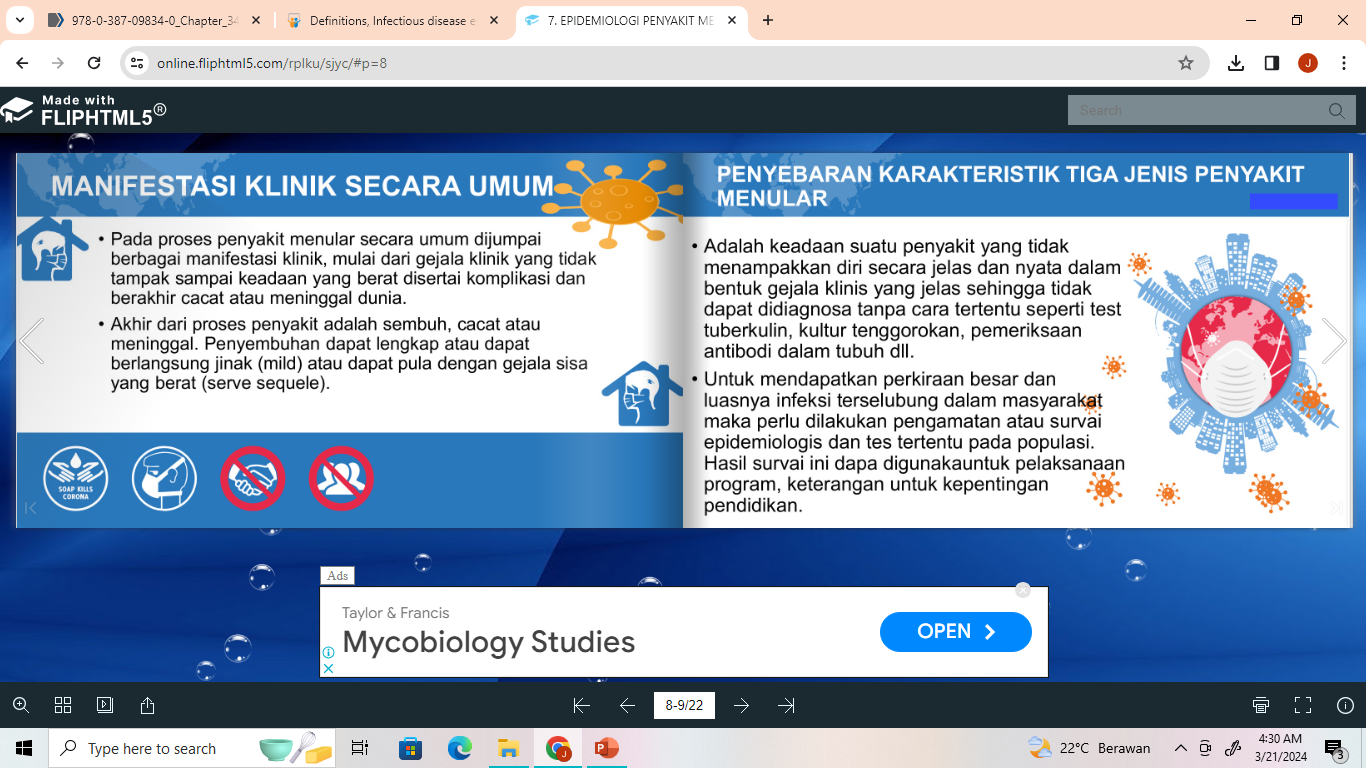 978-0-387-09834-0_Chapter_34
Definitions, Infectious disease e
7. EPIDEMIOLOGI PENYAKIT ME
online.fliphtml5.com/rplku/sjyc/#p=8
J
Made with
FLIPHTML5®
Search
MANIFESTASI KLINIK SECARA UMUM
• Pada proses penyakit menular secara umum dijumpai
berbagai manifestasi klinik, mulai dari gejala klinik yang tidak
tampak sampai keadaan yang berat disertai komplikasi dan
berakhir cacat atau meninggal dunia.
• Akhir dari proses penyakit adalah sembuh, cacat atau
meninggal. Penyembuhan dapat lengkap atau dapat
berlangsung jinak (mild) atau dapat pula dengan gejala sisa
yang berat (serve sequele).
SOAP KILLS
CORONA
PENYEBARAN KARAKTERISTIK TIGA JENIS PENYAKIT
MENULAR
• Adalah keadaan suatu penyakit yang tidak
menampakkan diri secara jelas dan nyata dalam
bentuk gejala klinis yang jelas sehingga tidak
dapat didiagnosa tanpa cara tertentu seperti test
tuberkulin, kultur tenggorokan, pemeriksaan
antibodi dalam tubuh dll.
• Untuk mendapatkan perkiraan besar dan
luasnya infeksi terselubung dalam masyarakat
maka perlu dilakukan pengamatan atau survai
epidemiologis dan tes tertentu pada populasi.
Hasil survai ini dapa digunakauntuk pelaksanaan
program, keterangan untuk kepentingan
pendidikan.
Ads
Taylor & Francis
Mycobiology Studies
OPEN
8-9/22
Type here to search
22°C Berawan
4:30 AM
3/21/2024
3